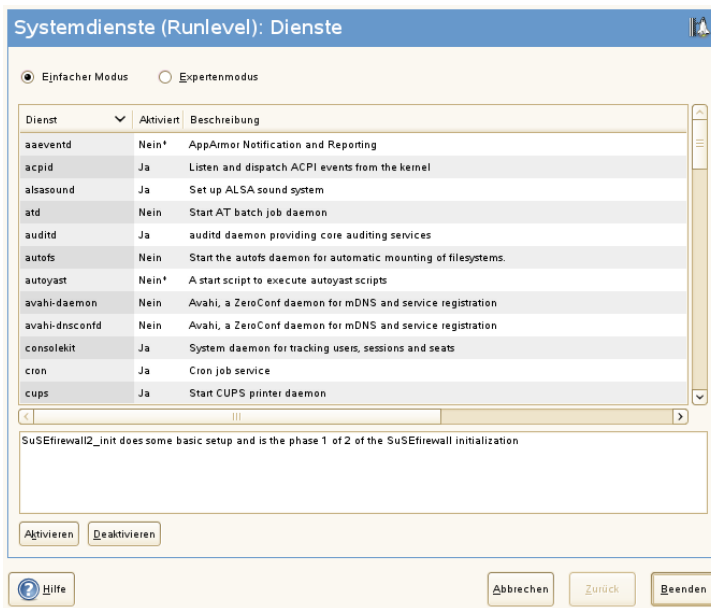 Systemdienste (Runlevel): Dienste
Einfacher Modus Expertenmodus
Dienst Aktiviert Beschreibung
aaeventd Nein* AppArmor Notification and Reporting
acpid Ja Listen and dispatch ACPI events from the kernel
alsasound Ja Set up ALSA sound system
atd Nein Start AT batch job daemon
auditd Ja auditd daemon providing core auditing services
autofs Nein Start the autofs daemon for automatic mounting of filesystems.
autoyast Nein* A start script to execute autoyast scripts
avahi-daemon Nein Avahi, a ZeroConf daemon for mDNS and service registration
avahi-dnsconfd Nein Avahi, a ZeroConf daemon for mDNS and service registration
consolekit Ja System daemon for tracking users, sessions and seats
cron Ja Cron job service
cups Ja Start CUPS printer daemon
SuSEfirewall2_init does some basic setup and is the phase 1 of 2 of the SuSEfirewall initialization
Aktivieren Deaktivieren
Hilfe Abbrechen Zurück Beenden